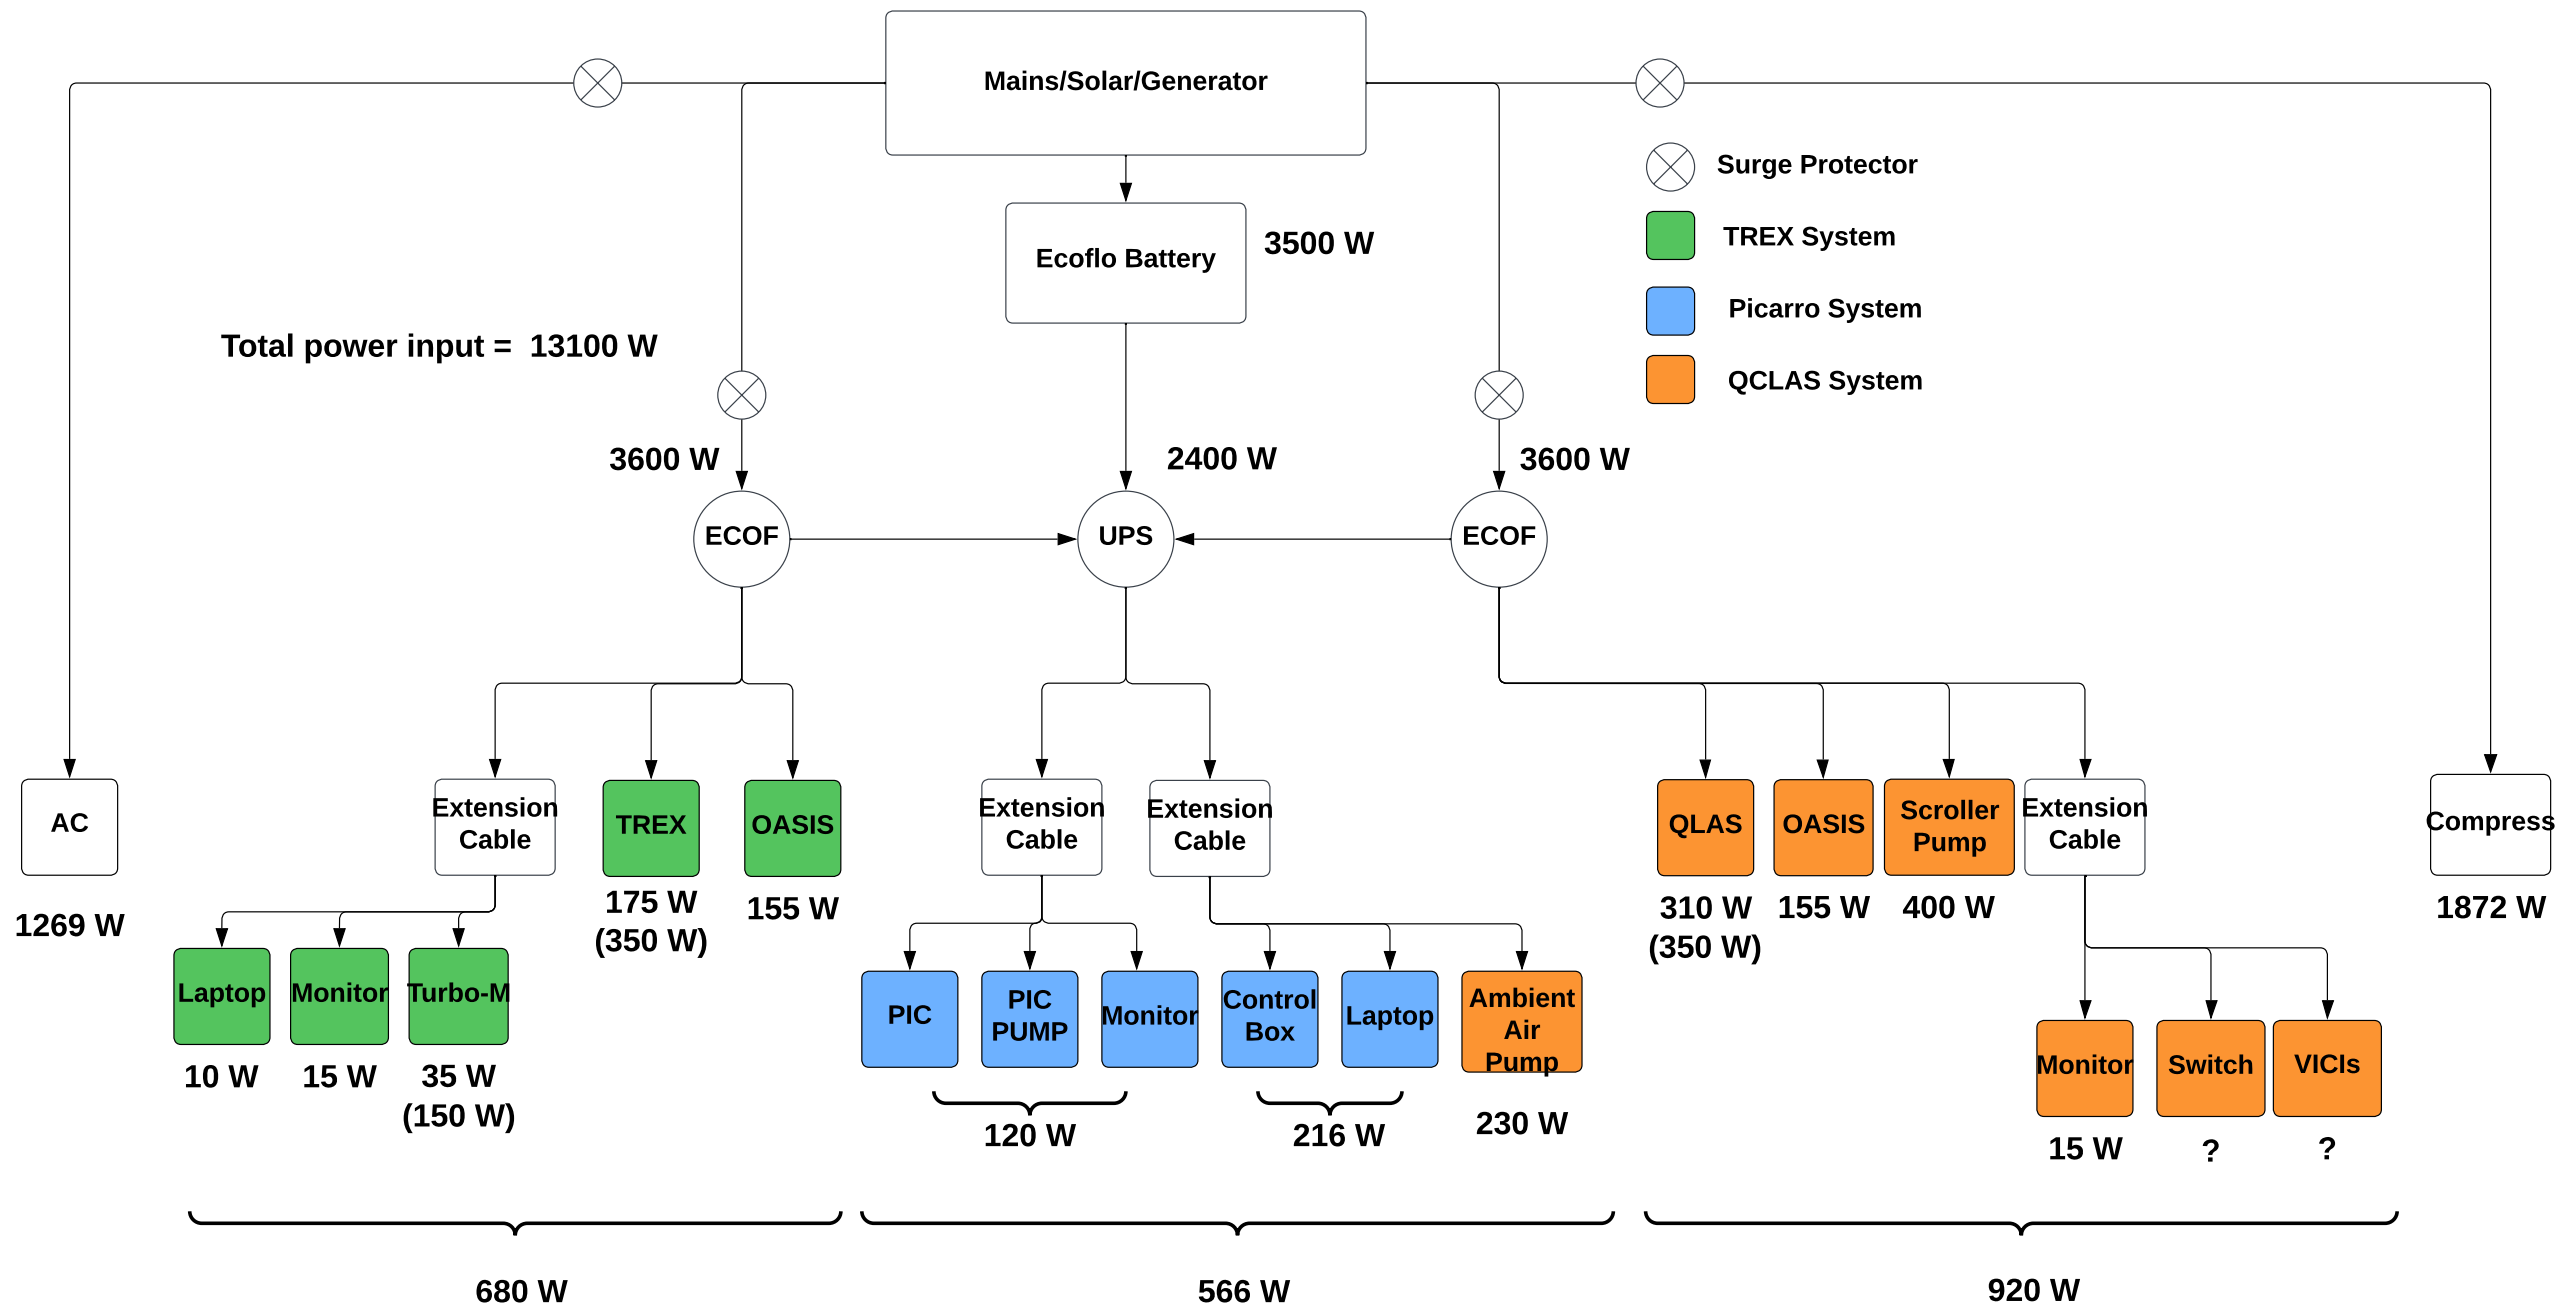 Mains/Solar/Generator
Surge Protector
TREX System
Picarro System
QCLAS System
Ecoflo Battery
3500 W
Total power input = 13100 W
3600 W
2400 W
3600 W
ECOF
UPS
ECOF
AC
1269 W
Extension
Cable
TREX
175 W
(350 W)
OASIS
155 W
Laptop
10 W
Monitor
15 W
Turbo-M
35 W
(150 W)
680 W
Extension
Cable
Extension
Cable
PIC
PIC
PUMP
Monitor
120 W
Control
Box
Laptop
216 W
Ambient
Air
Pump
230 W
566 W
QLAS
310 W
(350 W)
OASIS
155 W
Scroller
Pump
400 W
Extension
Cable
Monitor
15 W
Switch
?
VICIs
?
920 W
Compress
1872 W